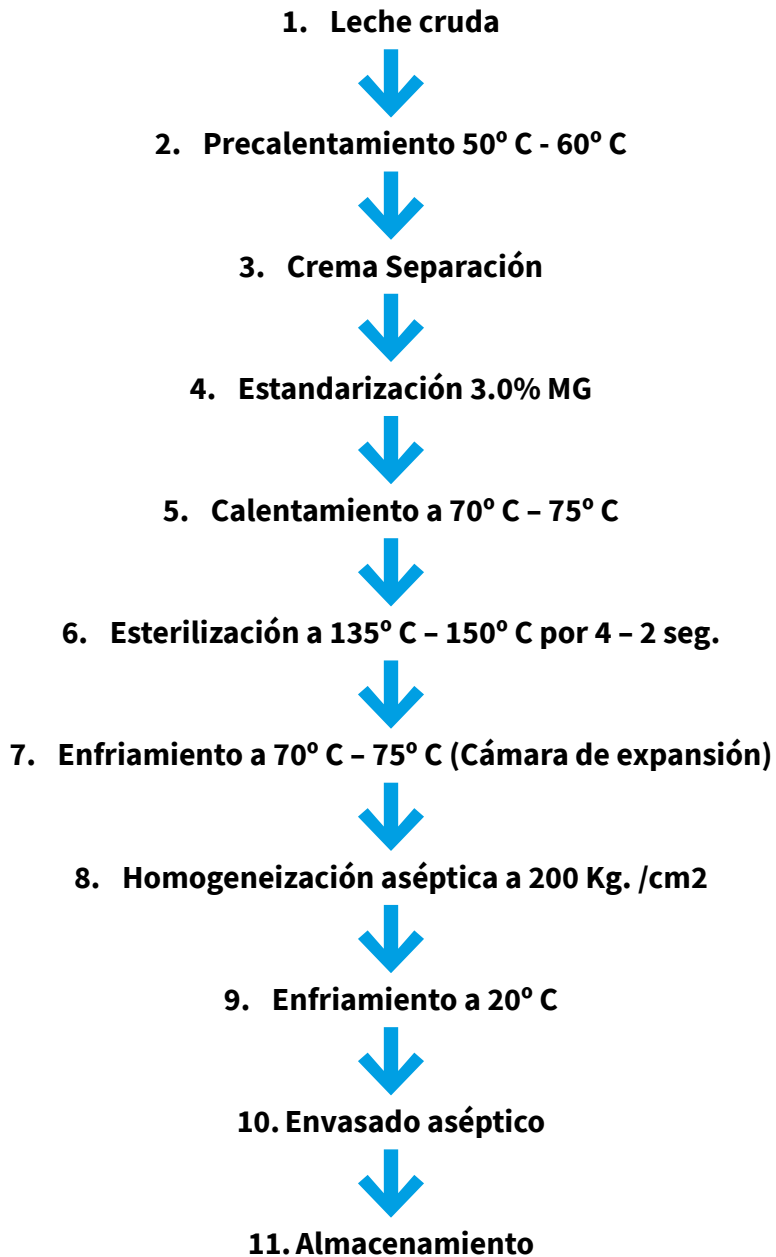 1. Leche cruda
2. Precalentamiento 50º C - 60º C
3. Crema Separación
4. Estandarización 3.0% MG
5. Calentamiento a 70º C – 75º C
6. Esterilización a 135º C – 150º C por 4 – 2 seg.
7. Enfriamiento a 70º C – 75º C (Cámara de expansión)
8. Homogeneización aséptica a 200 Kg. /cm2
9. Enfriamiento a 20º C
10. Envasado aséptico
11. Almacenamiento